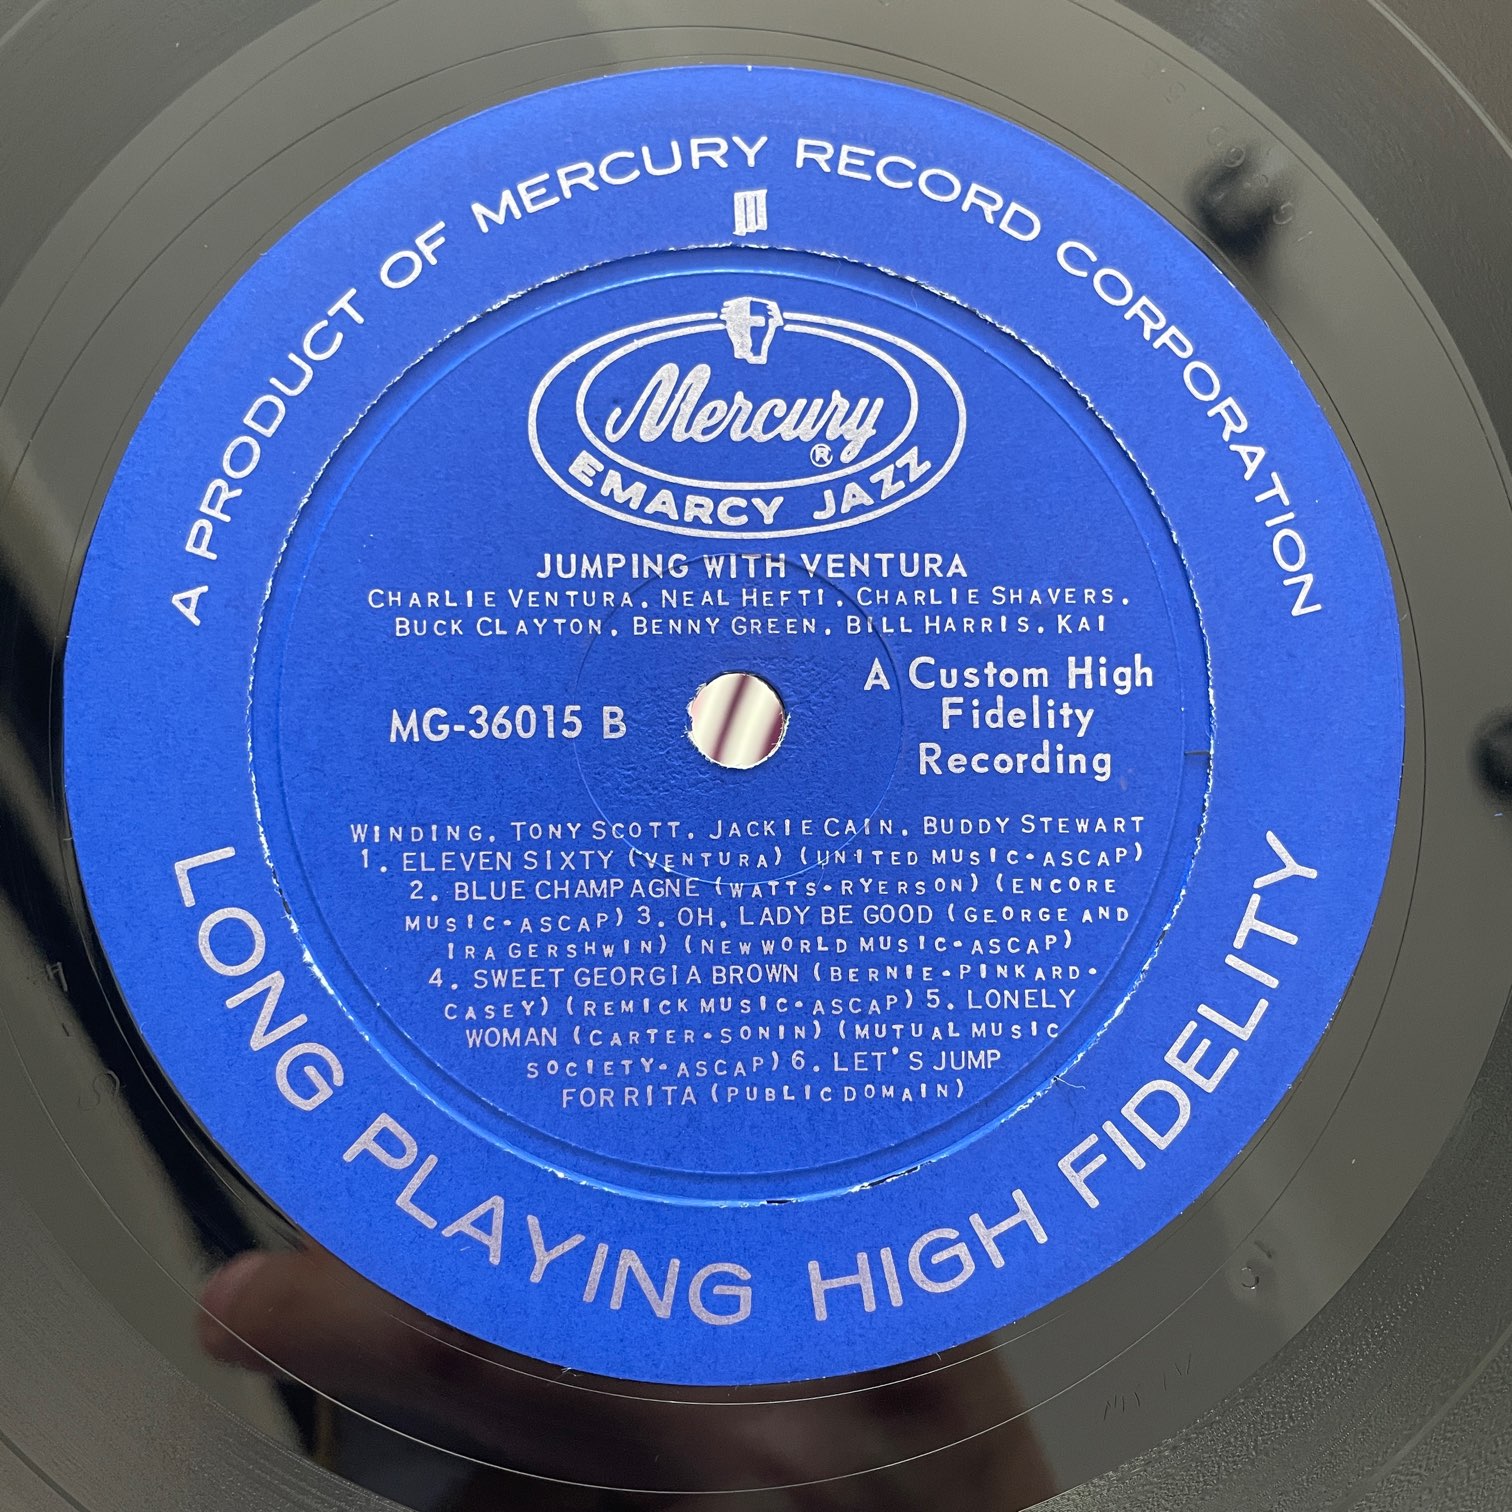 A PRODUCT OF MERCURY RECORD CORPORATION
Mercury
®
EMARCY JAZZ
JUMPING WITH VENTURA
CHARLIE VENTURA, NEAL HEFTI, CHARLIE SHAVERS,
BUCK CLAYTON, BENNY GREEN, BILL HARRIS, KAI
A Custom High
Fidelity
Recording
MG-36015 B
WINDING, TONY SCOTT, JACKIE CAIN, BUDDY STEWART
1. ELEVEN SIXTY (VENTURA) (UNITED MUSIC-ASCAP)
2. BLUE CHAMPAGNE (WATTS-RYERSON) (ENCORE
MUSIC-ASCAP) 3. OH, LADY BE GOOD (GEORGE AND
IRA GERSHWIN) (NEW WORLD MUSIC-ASCAP)
4. SWEET GEORGIA BROWN (BERNIE-PINKARD-
CASEY) (REMICK MUSIC-ASCAP) 5. LONELY
WOMAN (CARTER-SONIN) (MUTUAL MUSIC
SOCIETY-ASCAP) 6. LET'S JUMP
FOR RITA (PUBLIC DOMAIN)
LONG PLAYING HIGH FIDELITY